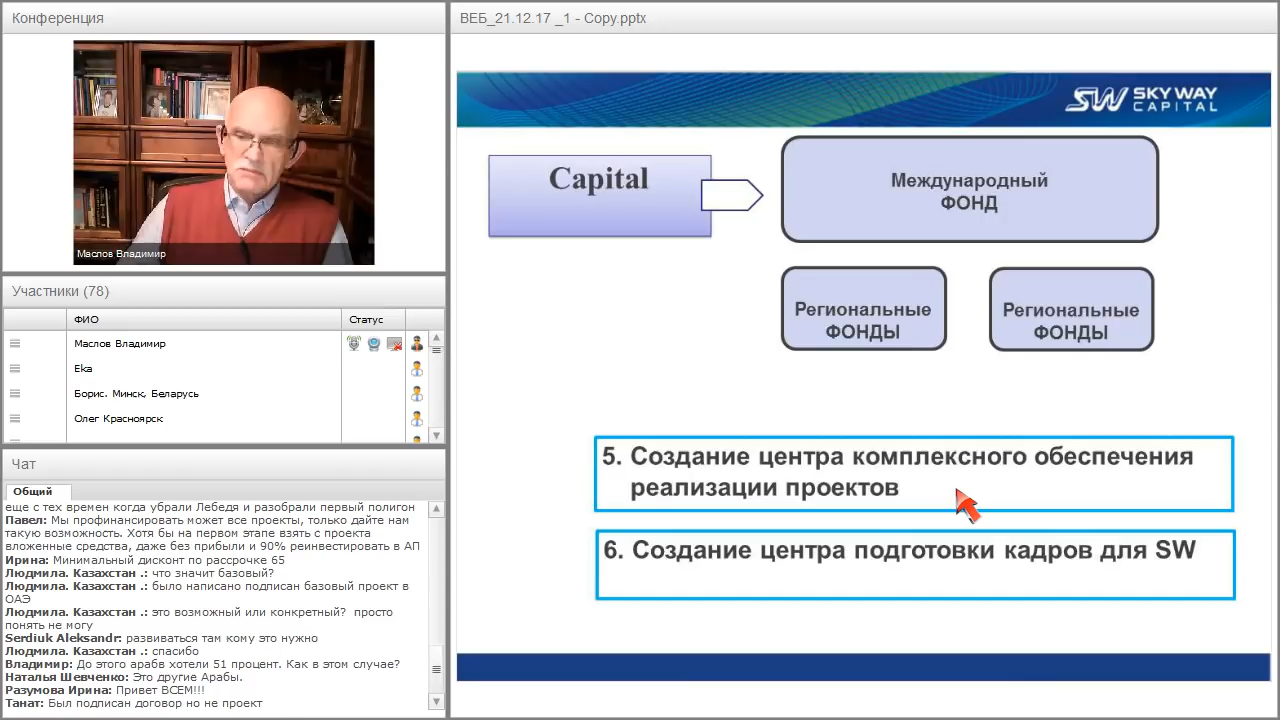 Конференция
Маслов Владимир
Участники (78)
ФИО
Статус
Маслов Владимир
Eka
Борис. Минск, Беларусь
Олег Красноярск
Чат
Общий
еще с тех времен когда убрали Лебедя и отобрали первый полигон
Павел: Мы профинансировать может все проекты, только дайте нам
такую возможность. Хотя бы на первом этапе взять с проекта
вложенные средства, даже без прибыли и 90% реинвестировать в АП
Ирина: Минимальный дисконт по рассрочке 65
Людмила. Казахстан .: что значит базовый?
Людмила. Казахстан .: было написано подписан базовый проект в
ОАЭ
Людмила. Казахстан .: это возможный или конкретный? просто
понять не могу
Serdiuk Aleksandr: развиваться там кому это нужно
Людмила. Казахстан .: спасибо
Владимир: До этого арабв хотели 51 процент. Как в этом случае?
Наталья Шевченко: Это другие Арабы.
Разумова Ирина: Привет ВСЕМ!!!
Танат: Был подписан договор но не проект
ВЕБ_21.12.17 _1 - Copy.pptx
SW SKY WAY
CAPITAL
Capital
Международный
ФОНД
Региональные
ФОНДЫ
Региональные
ФОНДЫ
5. Создание центра комплексного обеспечения
реализации проектов
6. Создание центра подготовки кадров для SW